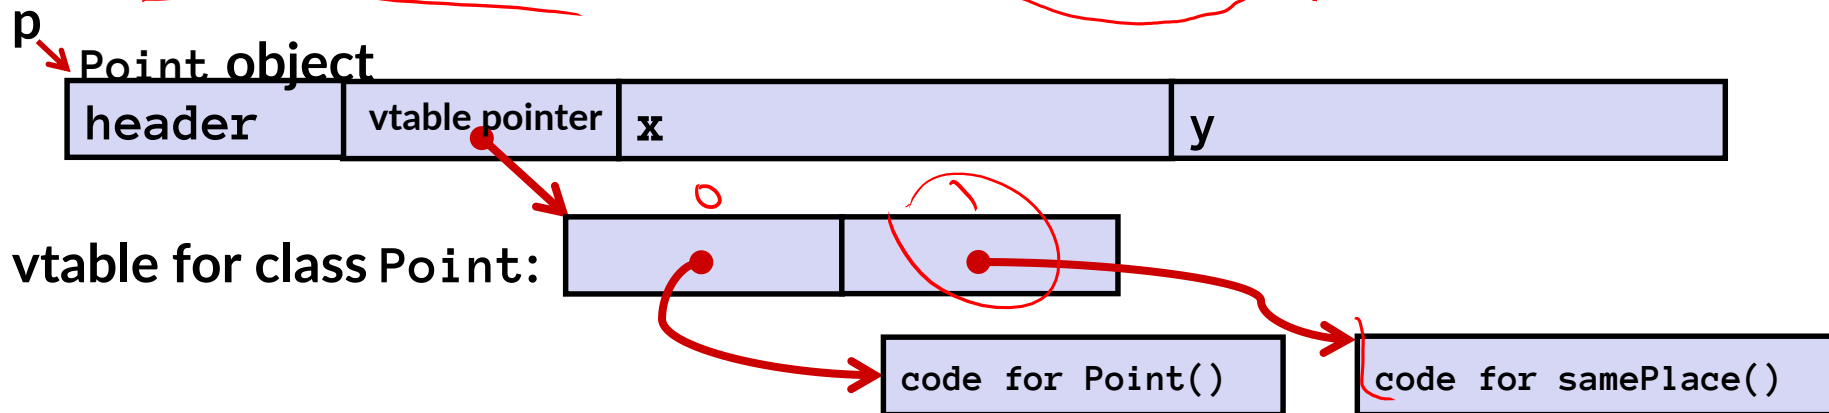 p
Point object
header vtable pointer x y
0 1
vtable for class Point:
code for Point() code for samePlace()